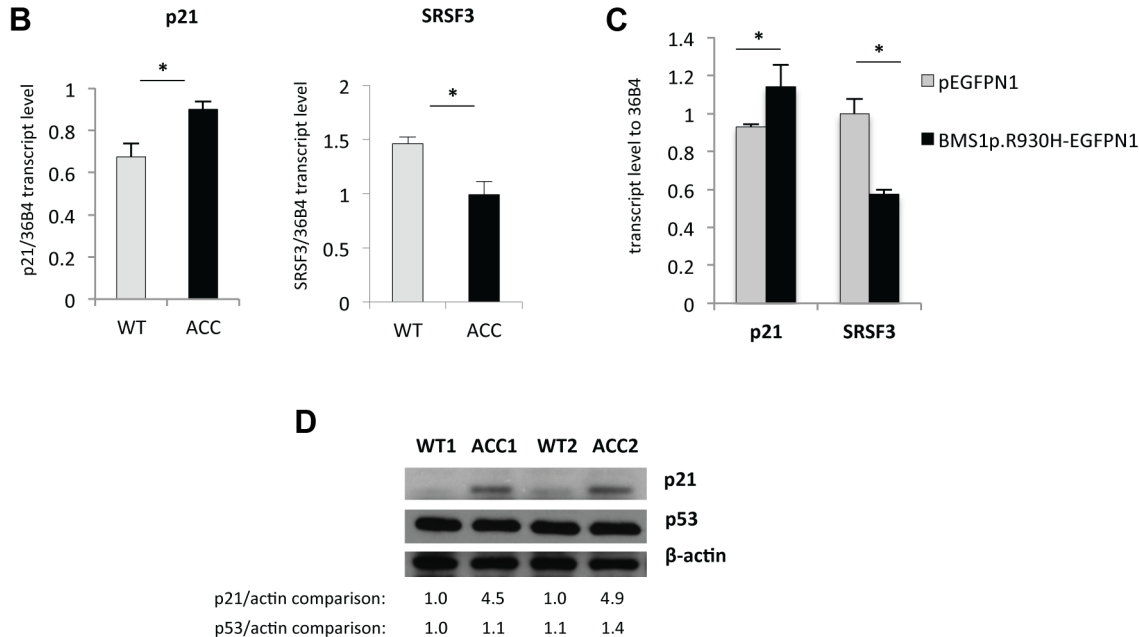 B
p21
SRSF3
C
p21/36B4 transcript level
1
0.8
0.6
0.4
0.2
0
*
WT ACC
SRSF3/36B4 transcript level
2
1.5
1
0.5
0
*
WT ACC
transcript level to 36B4
1.4
1.2
1
0.8
0.6
0.4
0.2
0
* *
p21 SRSF3
pEGFPN1
BMS1p.R930H-EGFPN1
D
WT1 ACC1 WT2 ACC2
p21
p53
β-actin
p21/actin comparison: 1.0 4.5 1.0 4.9
p53/actin comparison: 1.0 1.1 1.1 1.4